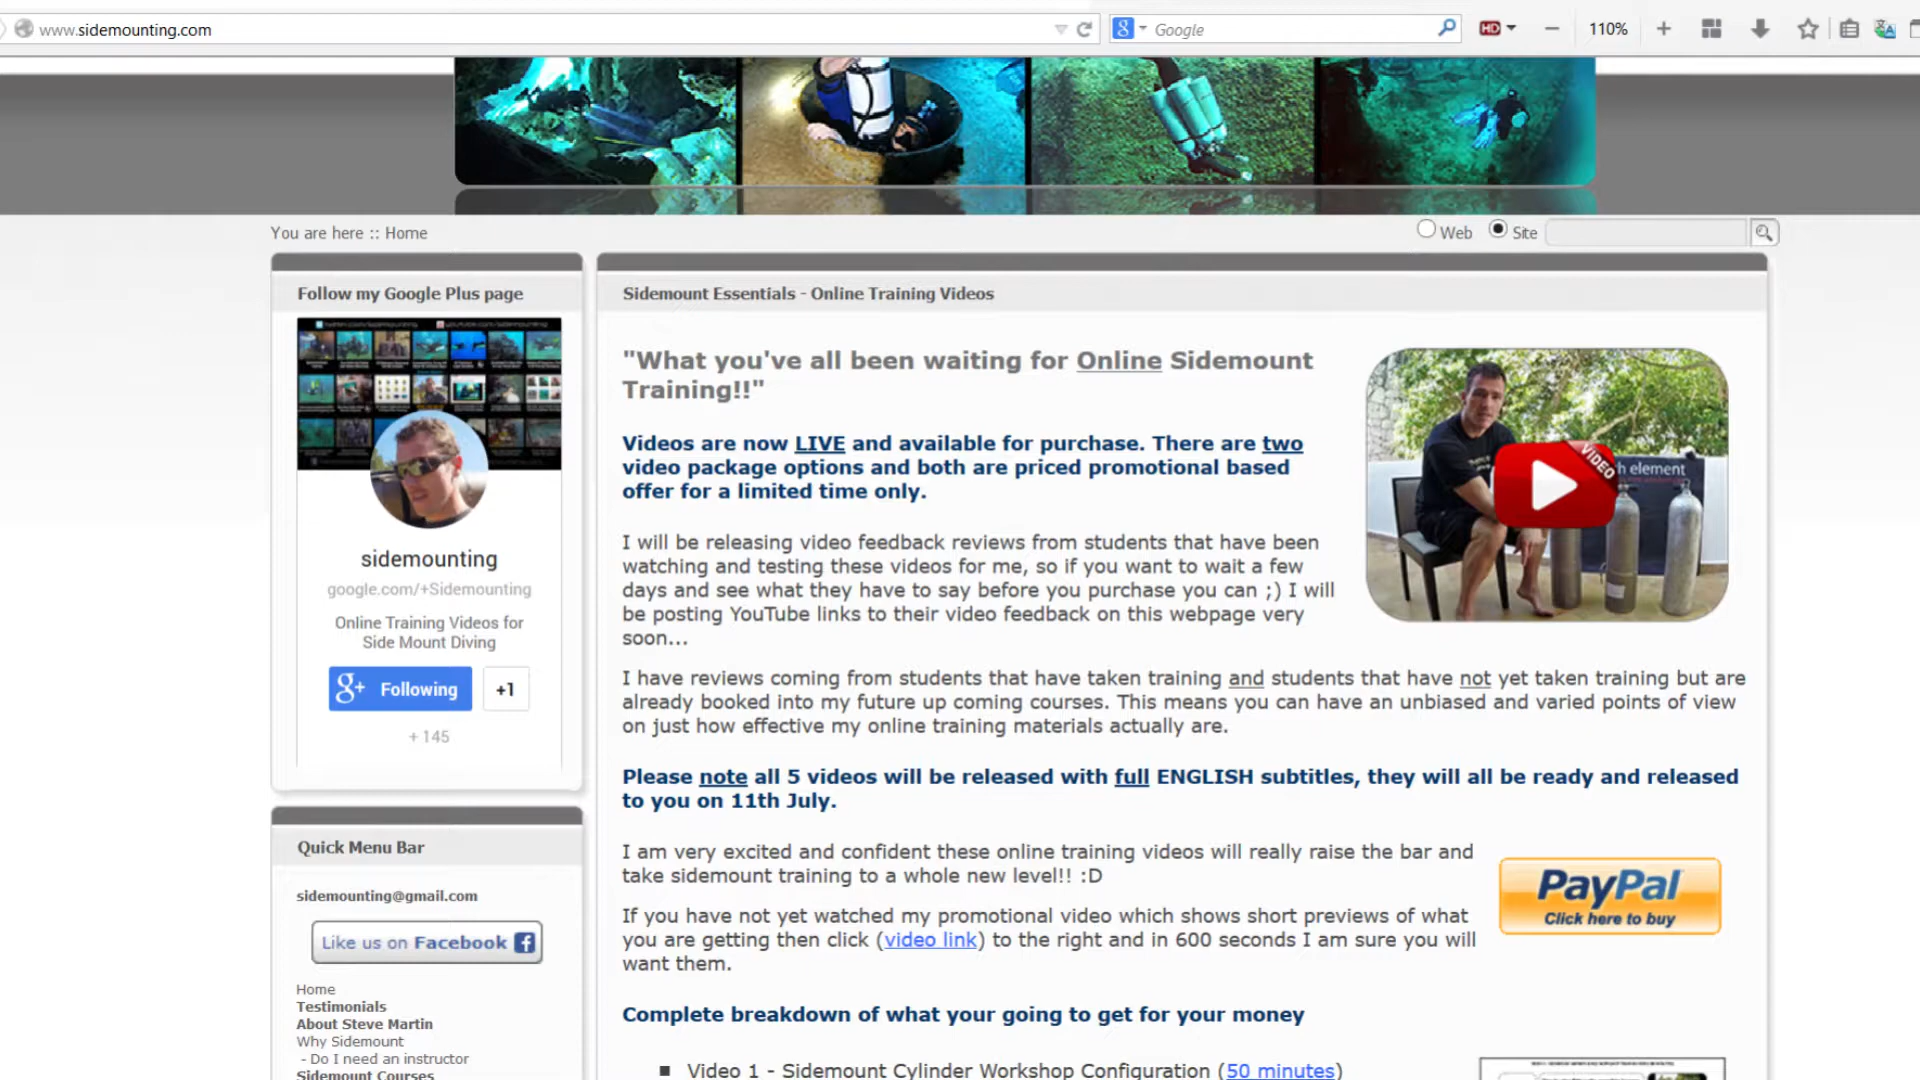 www.sidemounting.com
Google
HD
110%
You are here :: Home
Web
Site
Follow my Google Plus page
sidemounting
google.com/+Sidemounting
Online Training Videos for
Side Mount Diving
g+ Following
+1
+ 145
Quick Menu Bar
sidemounting@gmail.com
Like us on Facebook f
Home
Testimonials
About Steve Martin
Why Sidemount
- Do I need an instructor
Sidemount Courses
Sidemount Essentials - Online Training Videos
"What you've all been waiting for Online Sidemount
Training!!"
Videos are now LIVE and available for purchase. There are two
video package options and both are priced promotional based
offer for a limited time only.
I will be releasing video feedback reviews from students that have been
watching and testing these videos for me, so if you want to wait a few
days and see what they have to say before you purchase you can ;) I will
be posting YouTube links to their video feedback on this webpage very
soon...
VIDEO
h element
I have reviews coming from students that have taken training and students that have not yet taken training but are
already booked into my future up coming courses. This means you can have an unbiased and varied points of view
on just how effective my online training materials actually are.
Please note all 5 videos will be released with full ENGLISH subtitles, they will all be ready and released
to you on 11th July.
I am very excited and confident these online training videos will really raise the bar and
take sidemount training to a whole new level!! :D
PayPal
Click here to buy
If you have not yet watched my promotional video which shows short previews of what
you are getting then click (video link) to the right and in 600 seconds I am sure you will
want them.
Complete breakdown of what your going to get for your money
■ Video 1 - Sidemount Cylinder Workshop Configuration (50 minutes)